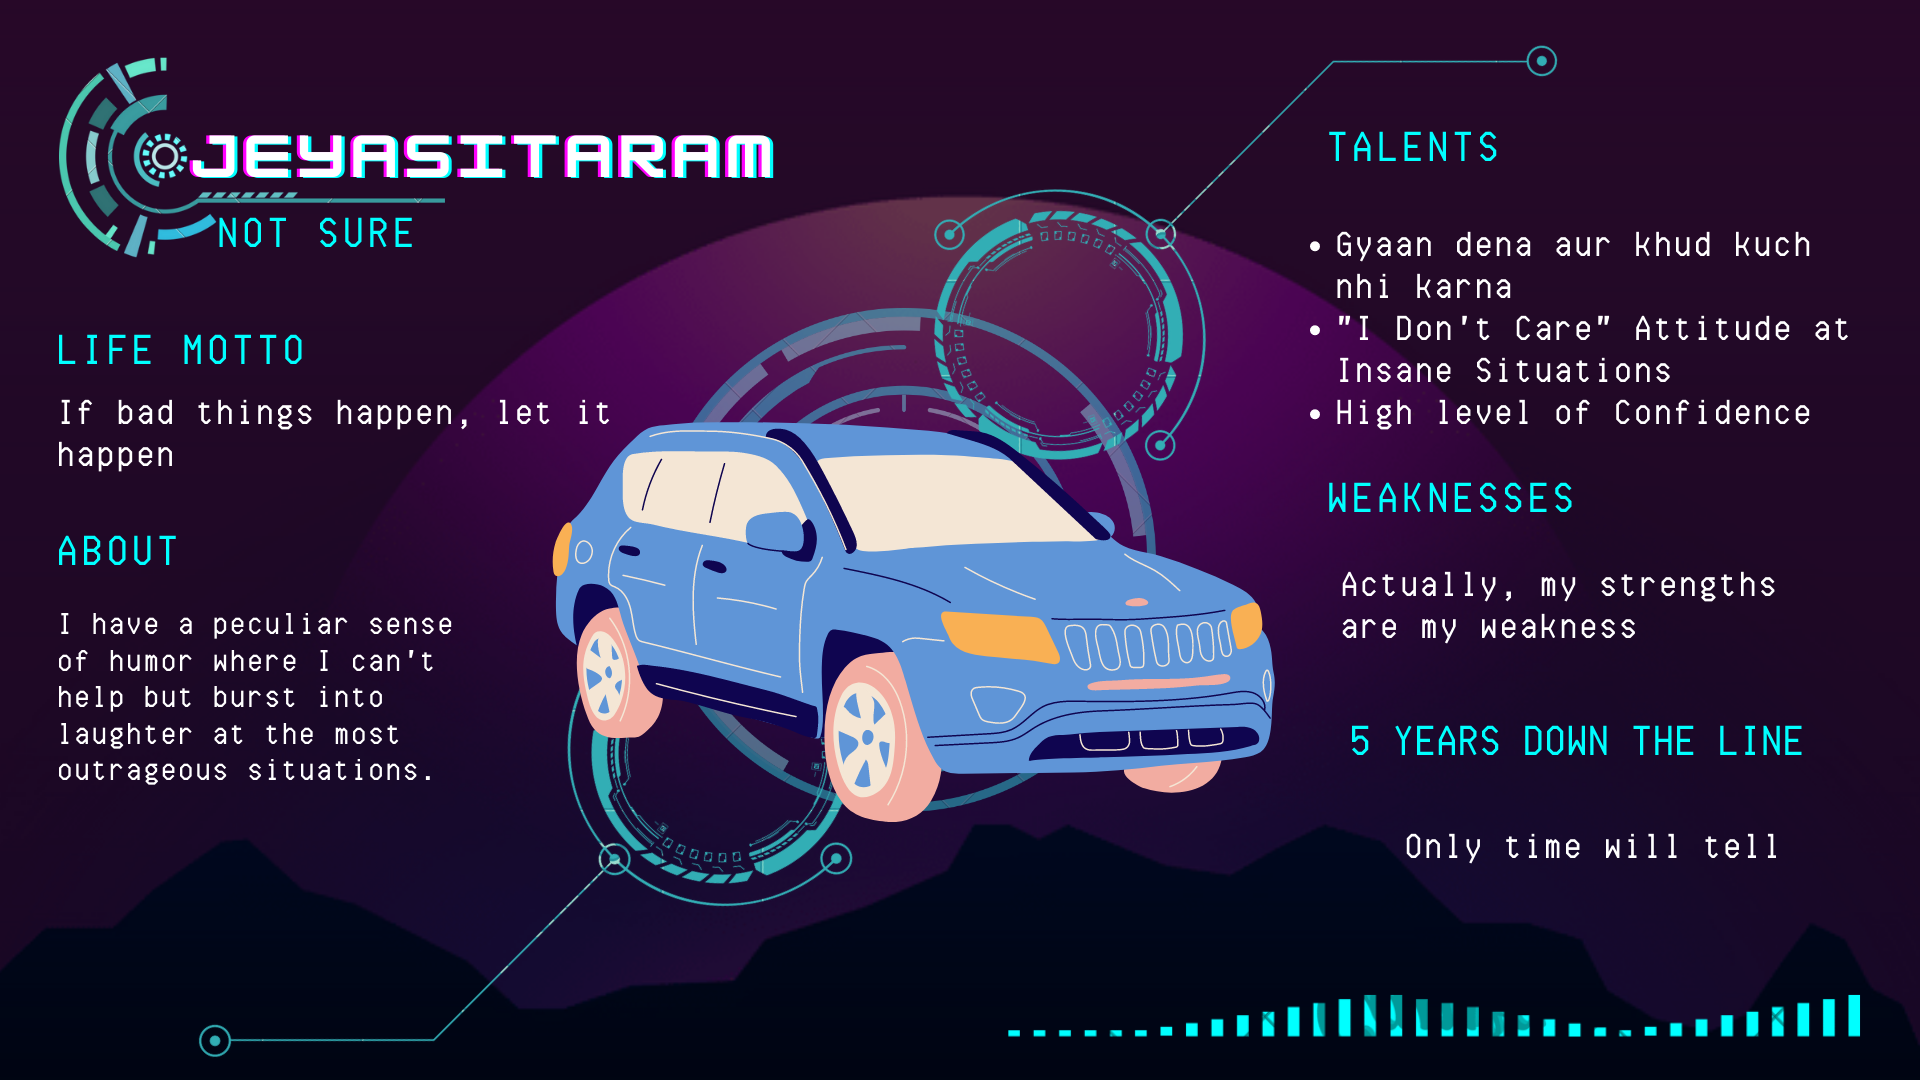 JEYASITARAM
NOT SURE
LIFE MOTTO
If bad things happen, let it
happen
ABOUT
I have a peculiar sense
of humor where I can't
help but burst into
laughter at the most
outrageous situations.
TALENTS
• Gyaan dena aur khud kuch
nhi karna
• "I Don't Care" Attitude at
Insane Situations
• High level of Confidence
WEAKNESSES
Actually, my strengths
are my weakness
5 YEARS DOWN THE LINE
Only time will tell